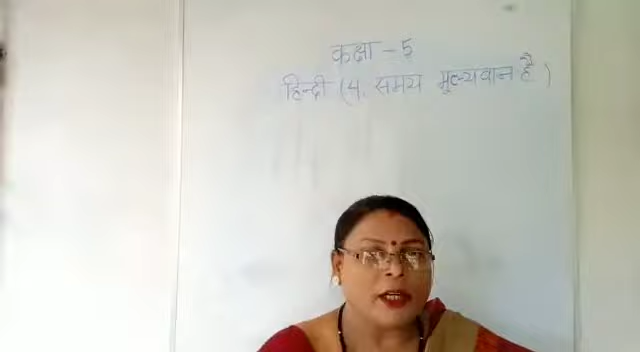 कक्षा - 5
हिन्दी (4. समय मूल्यवान है )